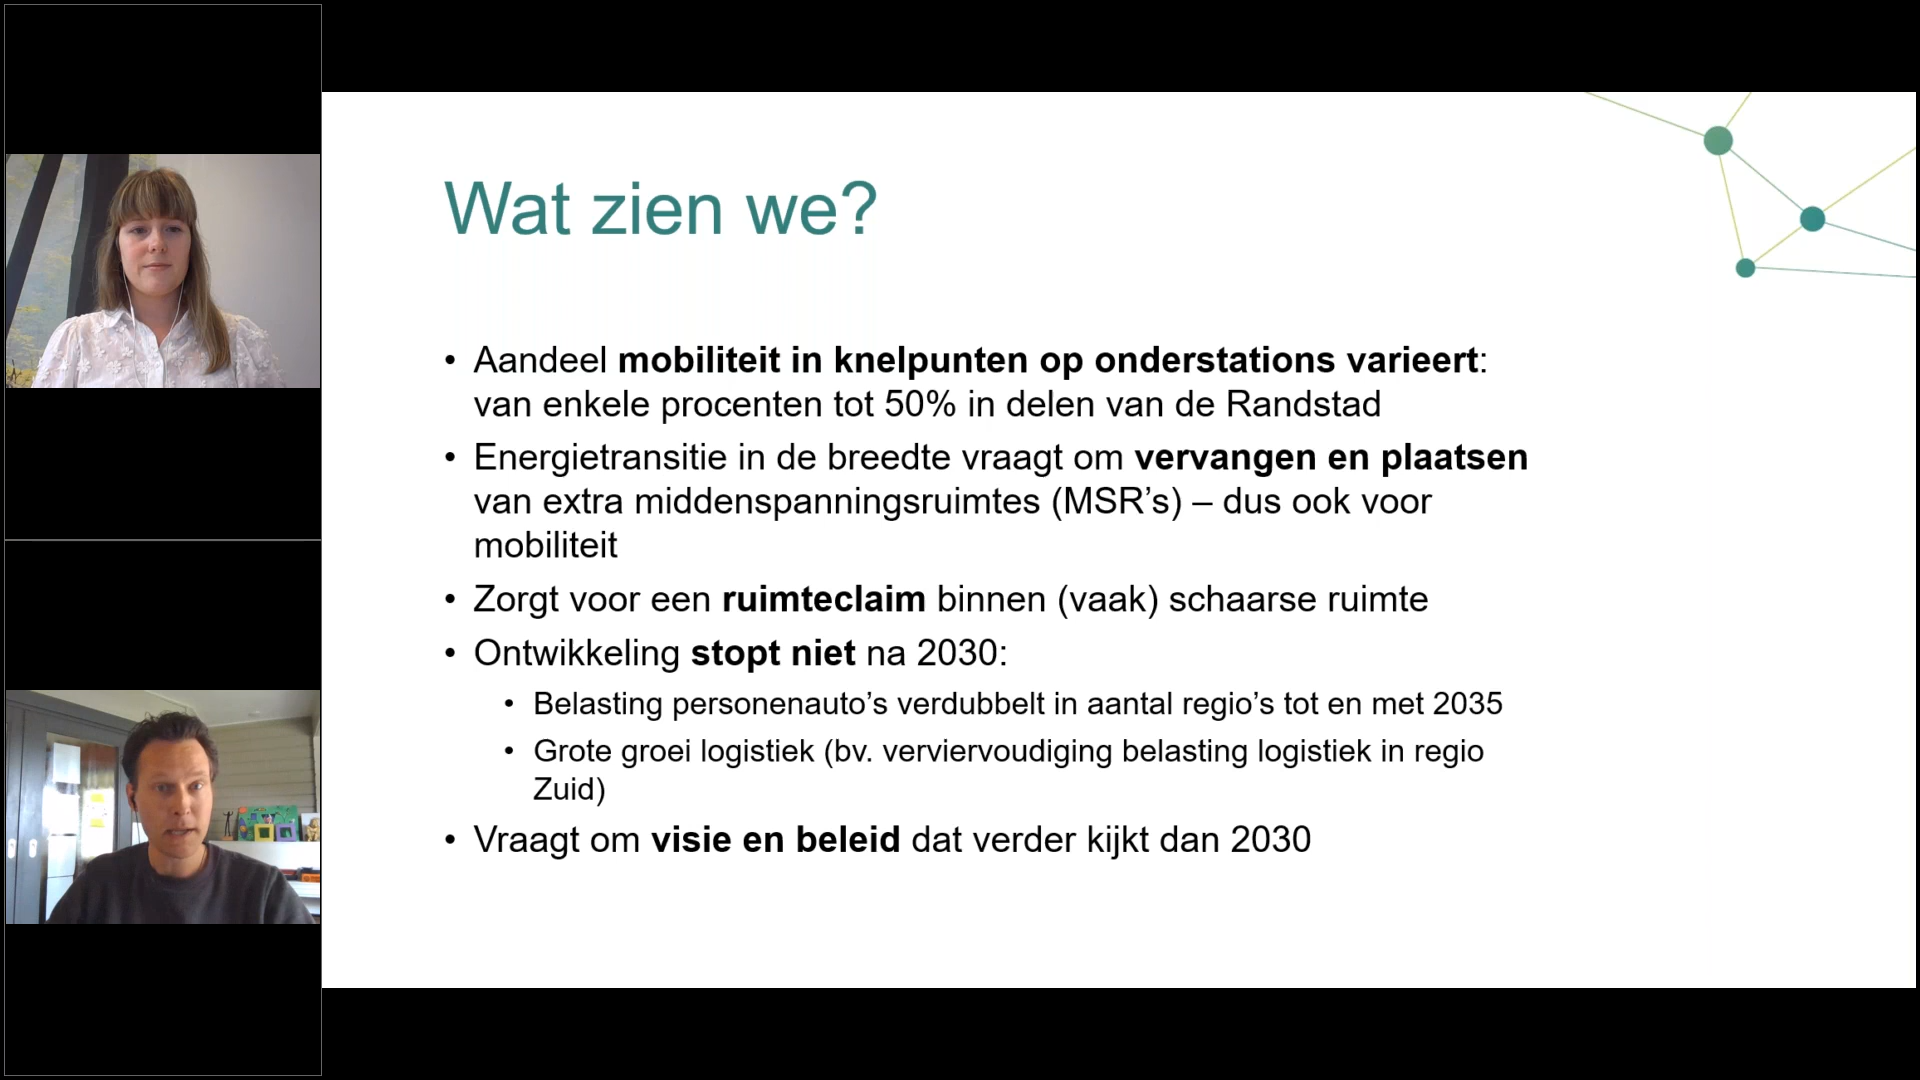 Wat zien we?
• Aandeel mobiliteit in knelpunten op onderstations varieert:
van enkele procenten tot 50% in delen van de Randstad
• Energietransitie in de breedte vraagt om vervangen en plaatsen
van extra middenspanningsruimtes (MSR’s) – dus ook voor
mobiliteit
• Zorgt voor een ruimteclaim binnen (vaak) schaarse ruimte
• Ontwikkeling stopt niet na 2030:
• Belasting personenauto’s verdubbelt in aantal regio’s tot en met 2035
• Grote groei logistiek (bv. verviervoudiging belasting logistiek in regio
Zuid)
• Vraagt om visie en beleid dat verder kijkt dan 2030